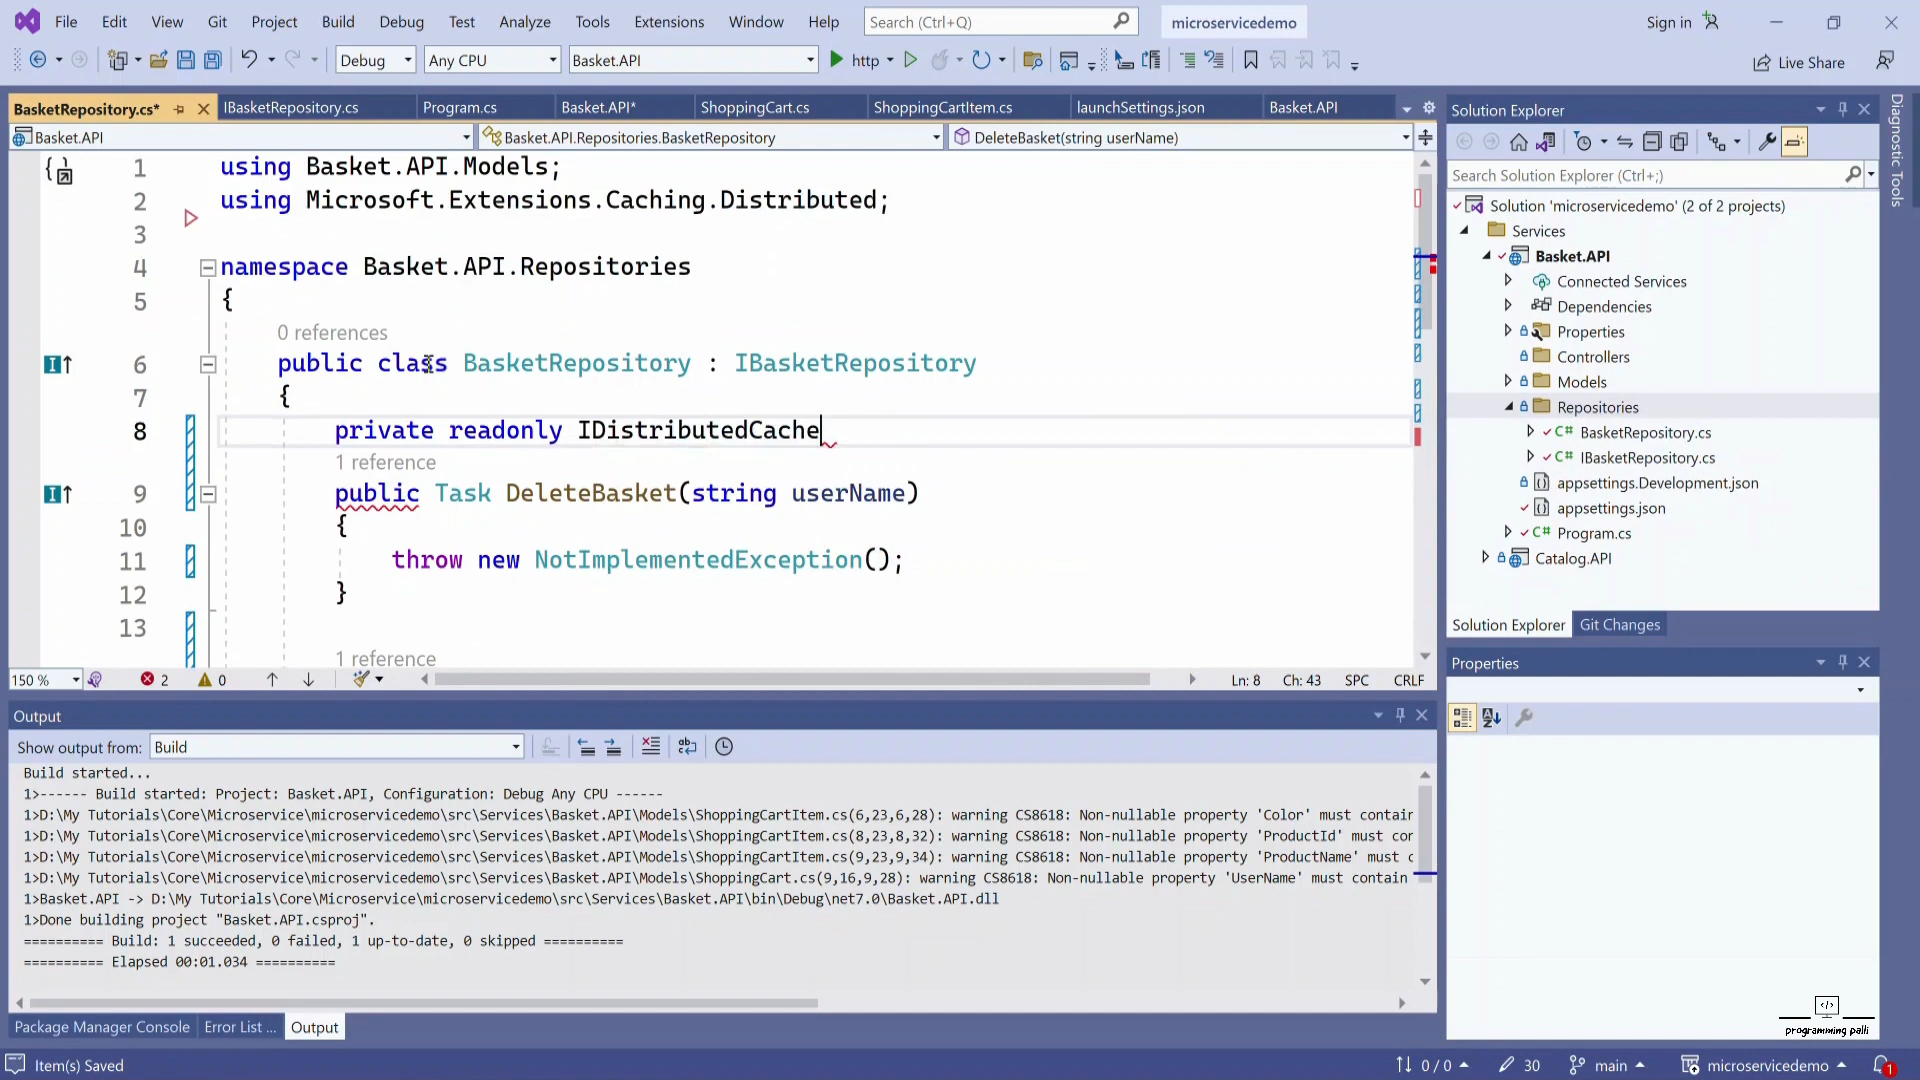 File Edit View Git Project Build Debug Test Analyze Tools Extensions Window Help Search (Ctrl+Q) microservicedemo Sign in
Debug Any CPU Basket.API http Live Share
BasketRepository.cs* IBasketRepository.cs Program.cs Basket.API* ShoppingCart.cs ShoppingCartItem.cs launchSettings.json Basket.API
Basket.API Basket.API.Repositories.BasketRepository DeleteBasket(string userName)
1 using Basket.API.Models;
2 using Microsoft.Extensions.Caching.Distributed;
3
4 namespace Basket.API.Repositories
5 {
0 references
6 public class BasketRepository : IBasketRepository
7 {
8 private readonly IDistributedCache
1 reference
9 public Task DeleteBasket(string userName)
10 {
11 throw new NotImplementedException();
12 }
13
1 reference
150 % 2 0 Ln: 8 Ch: 43 SPC CRLF
Output
Show output from: Build
Build started...
1>------ Build started: Project: Basket.API, Configuration: Debug Any CPU ------
1>D:\My Tutorials\Core\Microservice\microservicedemo\src\Services\Basket.API\Models\ShoppingCartItem.cs(6,23,6,28): warning CS8618: Non-nullable property 'Color' must contain
1>D:\My Tutorials\Core\Microservice\microservicedemo\src\Services\Basket.API\Models\ShoppingCartItem.cs(8,23,8,32): warning CS8618: Non-nullable property 'ProductId' must cor
1>D:\My Tutorials\Core\Microservice\microservicedemo\src\Services\Basket.API\Models\ShoppingCartItem.cs(9,23,9,34): warning CS8618: Non-nullable property 'ProductName' must c
1>D:\My Tutorials\Core\Microservice\microservicedemo\src\Services\Basket.API\Models\ShoppingCart.cs(9,16,9,28): warning CS8618: Non-nullable property 'UserName' must contain
1>Basket.API -> D:\My Tutorials\Core\Microservice\microservicedemo\src\Services\Basket.API\bin\Debug\net7.0\Basket.API.dll
1>Done building project "Basket.API.csproj".
========== Build: 1 succeeded, 0 failed, 1 up-to-date, 0 skipped ==========
========== Elapsed 00:01.034 ==========
Package Manager Console Error List ... Output
Solution Explorer
Search Solution Explorer (Ctrl+;)
Solution 'microservicedemo' (2 of 2 projects)
Services
Basket.API
Connected Services
Dependencies
Properties
Controllers
Models
Repositories
C# BasketRepository.cs
C# IBasketRepository.cs
appsettings.Development.json
appsettings.json
C# Program.cs
Catalog.API
Solution Explorer Git Changes
Properties
Diagnostic Tools
programming palli
Item(s) Saved 0 / 0 30 main microservicedemo 1